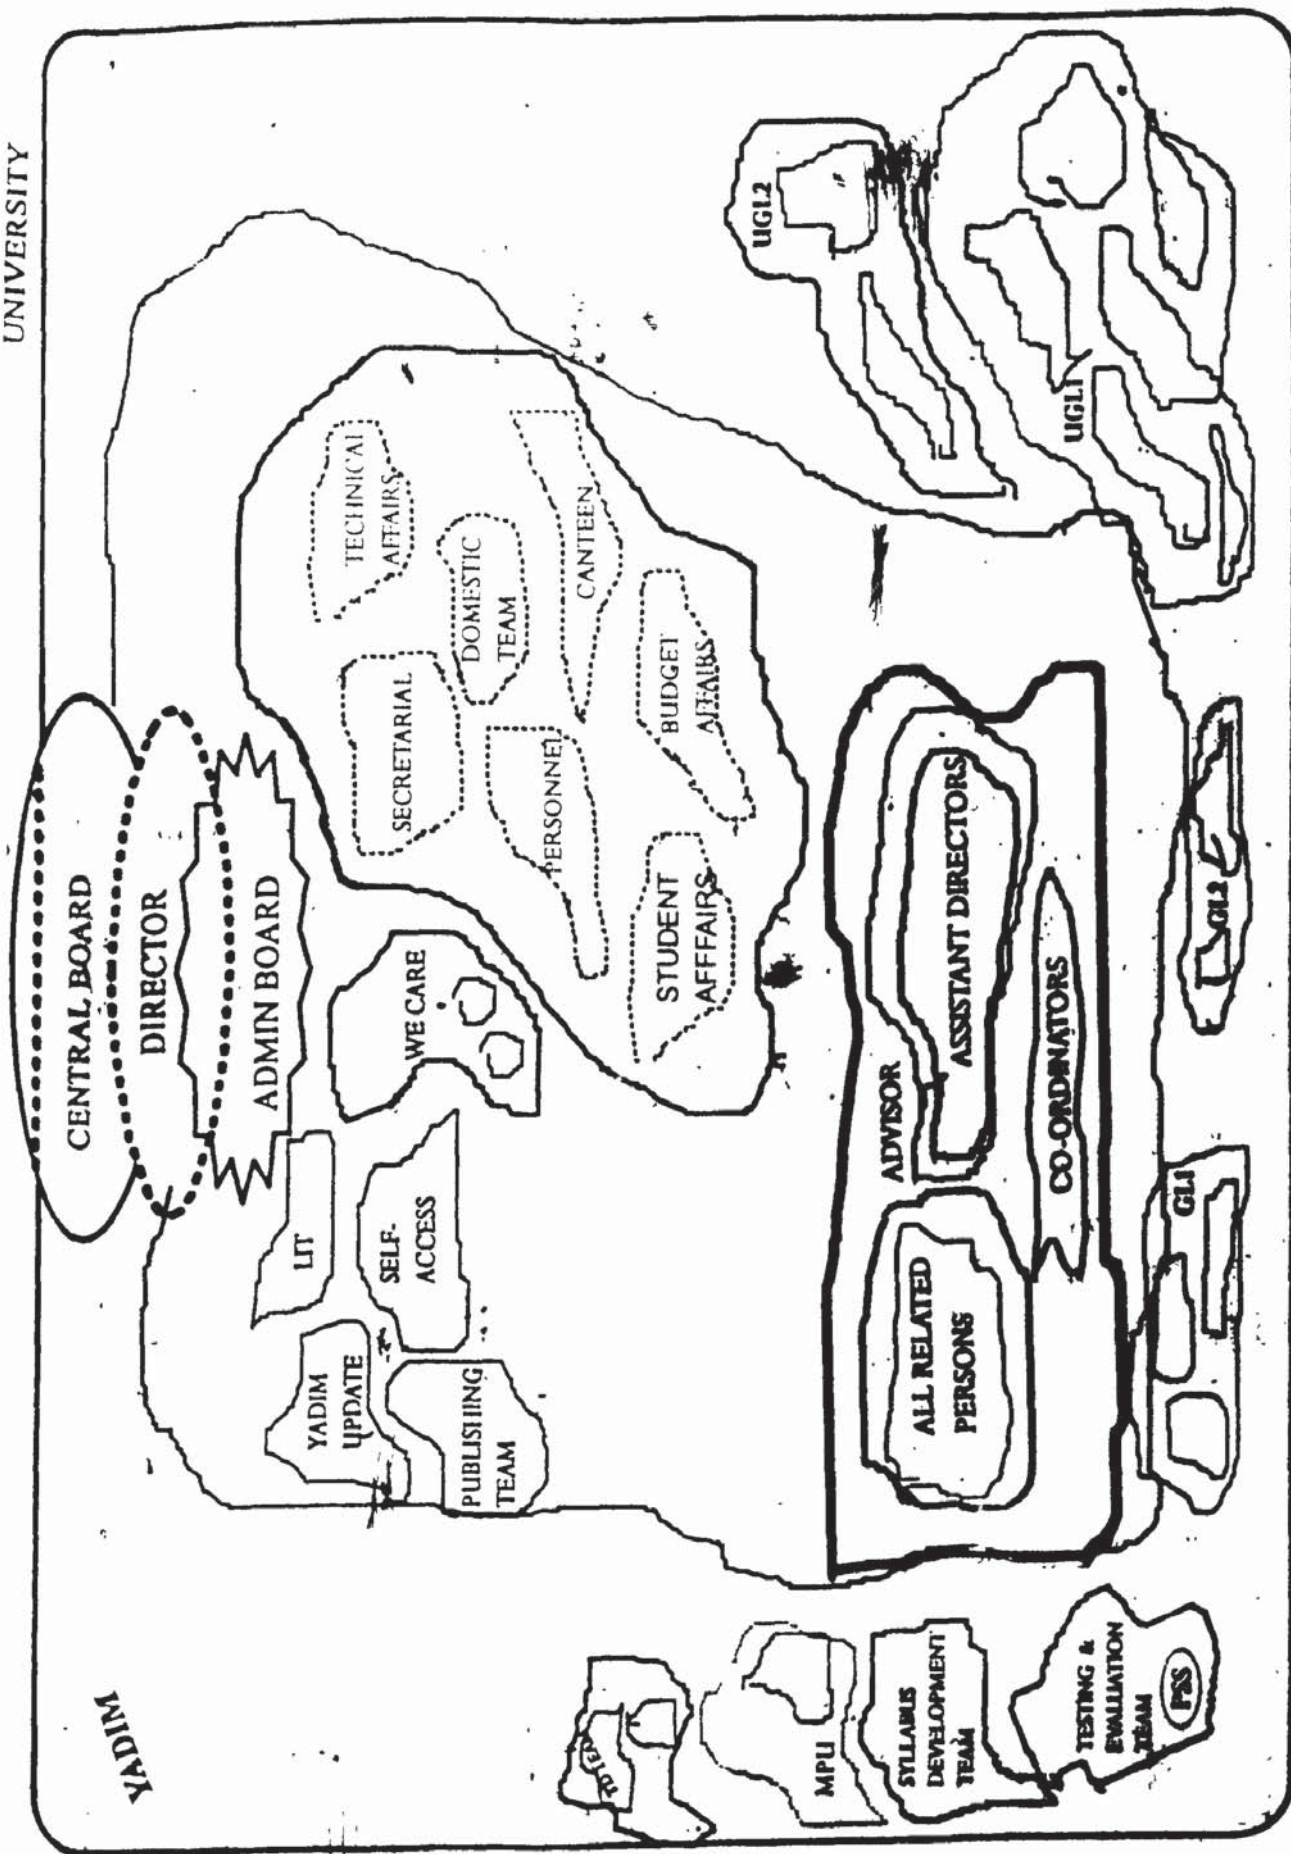 UNIVERSITY
YADIM
CENTRAL BOARD
DIRECTOR
ADMIN BOARD
LIT
YADIM
UPDATE
SELF-
ACCESS
PUBLISHING
TEAM
WE CARE
TECHNICAL
AFFAIRS
SECRETARIAL
DOMESTIC
TEAM
CANTEEN
PERSONNEL
BUDGET
AFFAIRS
STUDENT
AFFFAIRS
ADVISOR
ASSISTANT DIRECTORS
ALL RELATED
PERSONS
CO-ORDINATORS
MPU
SYLLABUS
DEVELOPMENT
TEAM
TESTING &
EVALUATION
TEAM
PSS
GL1
GL2
UGL1
UGL2